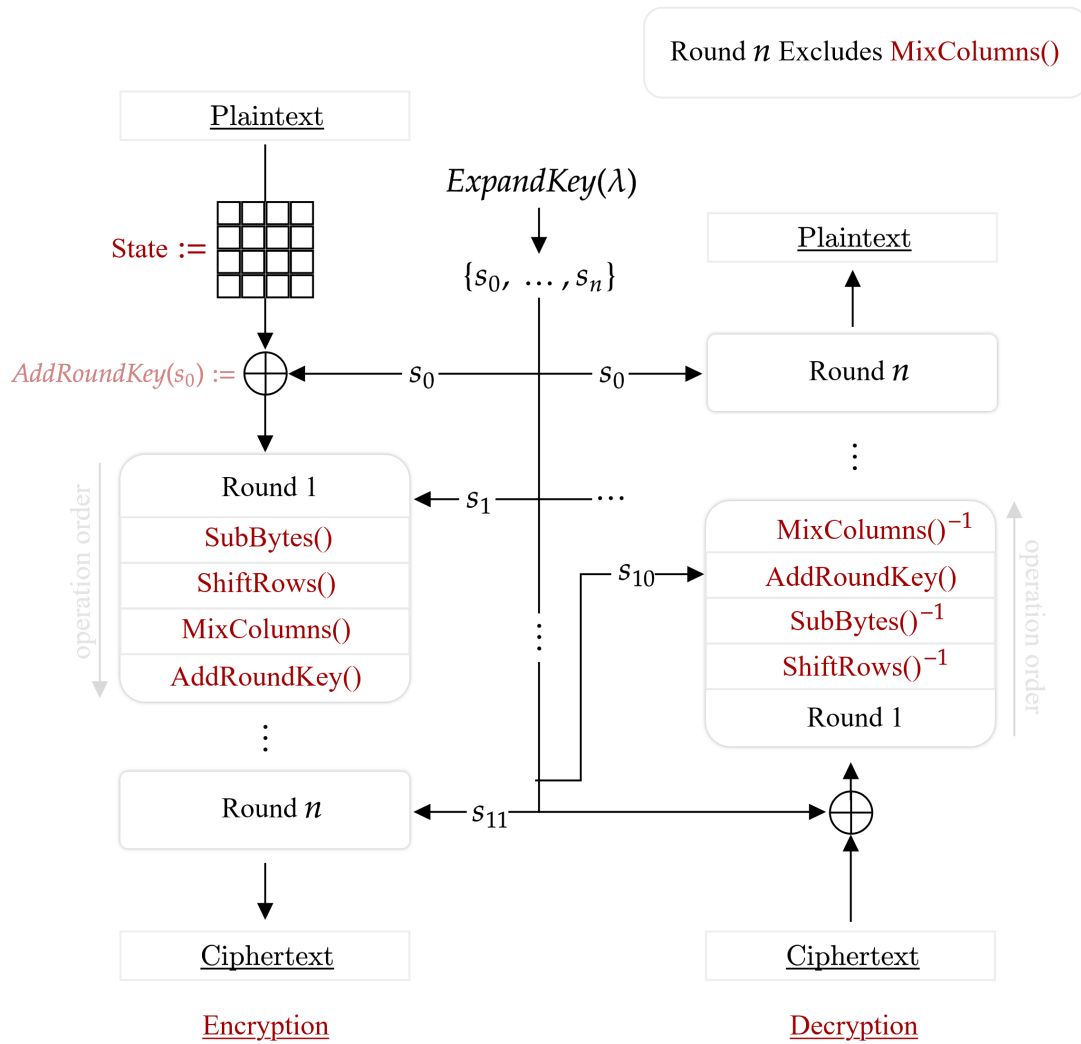 Round n Excludes MixColumns()
Plaintext
ExpandKey(λ)
State :=
{s₀, … , sₙ}
Plaintext
AddRoundKey(s₀) :=
s₀
s₀
Round n
⋮
operation order
Round 1
SubBytes()
ShiftRows()
MixColumns()
AddRoundKey()
s₁
⋯
s₁₀
⋮
MixColumns()⁻¹
AddRoundKey()
SubBytes()⁻¹
ShiftRows()⁻¹
Round 1
operation order
⋮
Round n
s₁₁
Ciphertext
Ciphertext
Encryption
Decryption